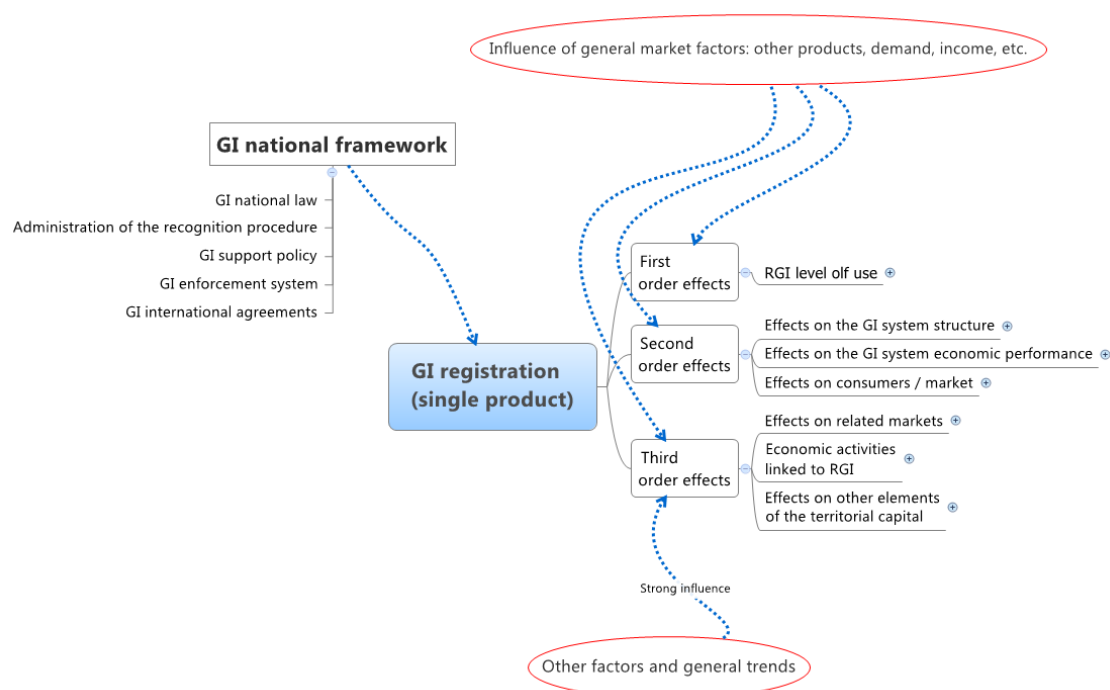 Influence of general market factors: other products, demand, income, etc.
GI national framework
GI national law
Administration of the recognition procedure
GI support policy
GI enforcement system
GI international agreements
GI registration
(single product)
First
order effects
RGI level olf use
Second
order effects
Effects on the GI system structure
Effects on the GI system economic performance
Effects on consumers / market
Third
order effects
Effects on related markets
Economic activities
linked to RGI
Effects on other elements
of the territorial capital
Strong influence
Other factors and general trends